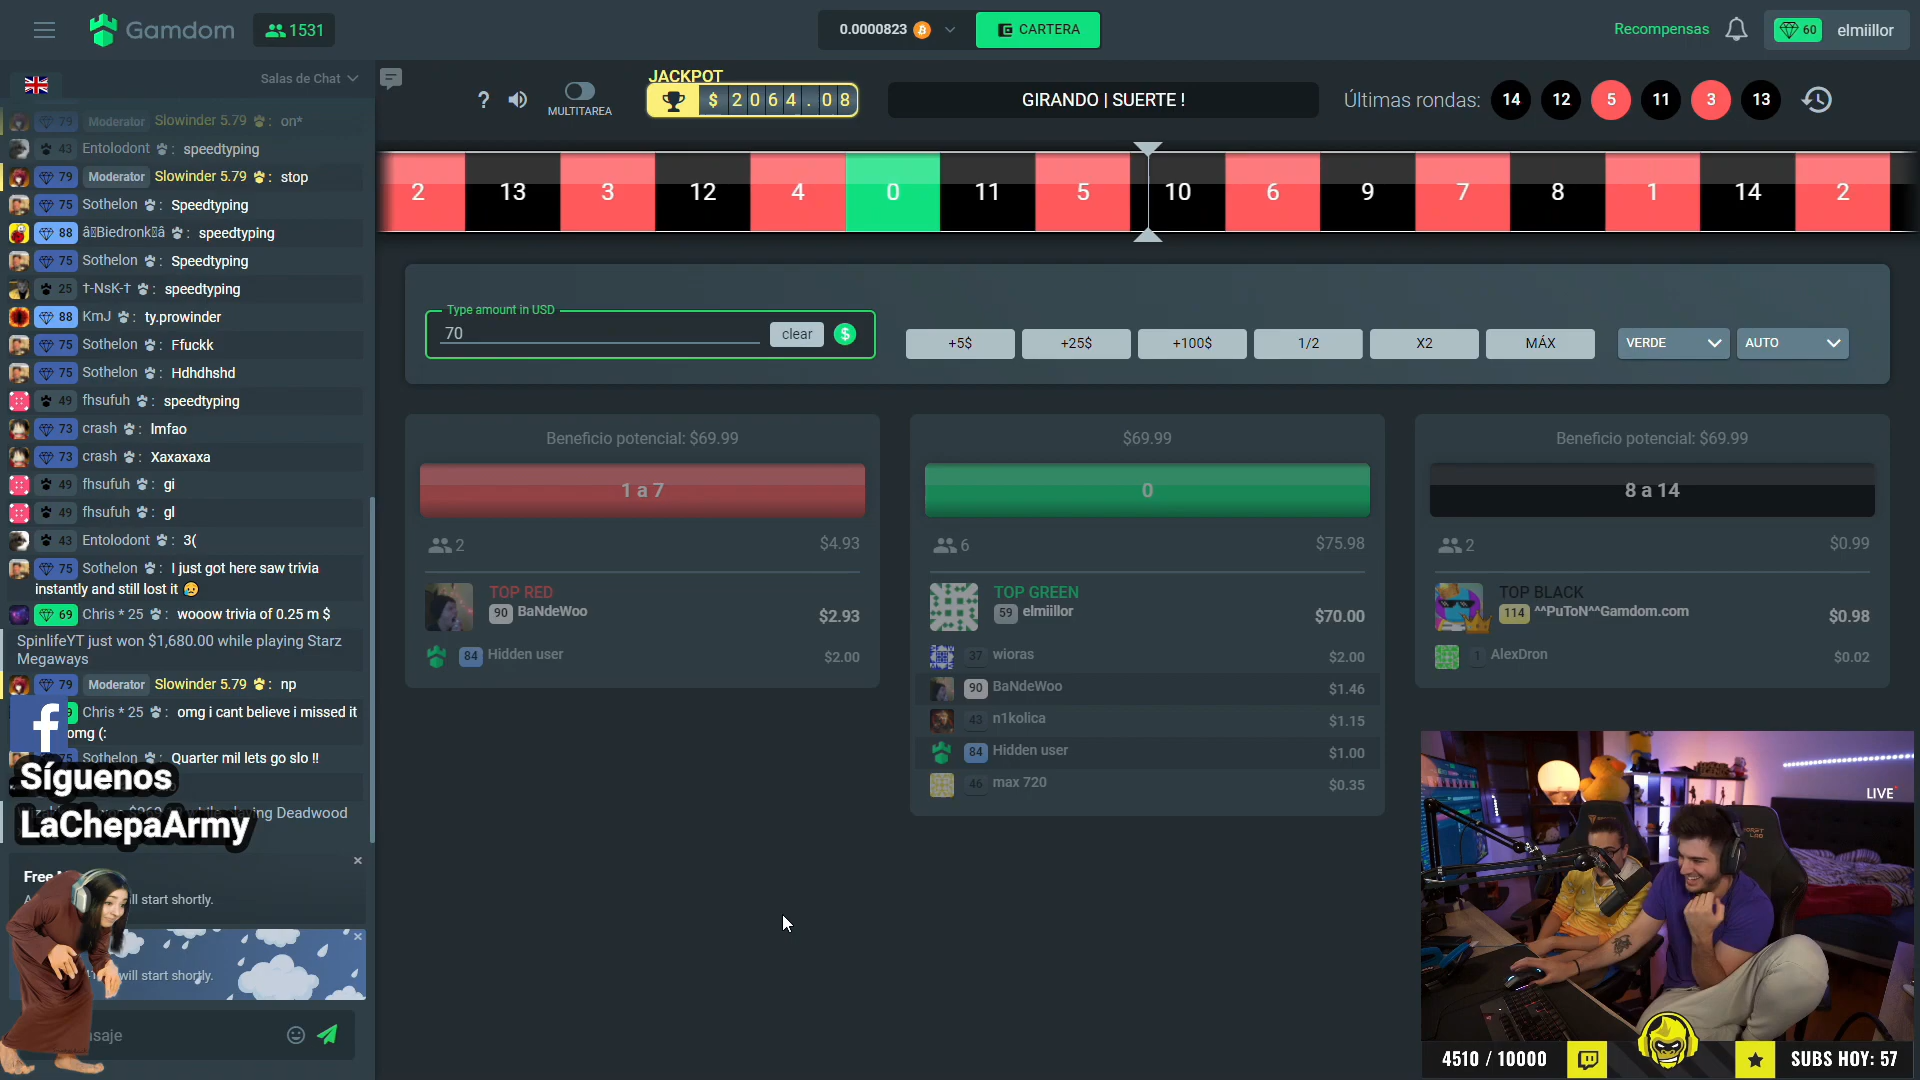 Gamdom
1531
0.0000823
CARTERA
Recompensas
60
elmiillor
Salas de Chat
79 Moderator Slowinder 5.79 : on*
43 Entolodont : speedtyping
79 Moderator Slowinder 5.79 : stop
75 Sothelon : Speedtyping
88 â▯Biedronk▯â : speedtyping
75 Sothelon : Speedtyping
25 †-NsK-† : speedtyping
88 KmJ : ty.prowinder
75 Sothelon : Ffuckk
75 Sothelon : Hdhdhshd
49 fhsufuh : speedtyping
73 crash : lmfao
73 crash : Xaxaxaxa
49 fhsufuh : gi
49 fhsufuh : gl
43 Entolodont : 3(
75 Sothelon : I just got here saw trivia
instantly and still lost it
69 Chris * 25 : wooow trivia of 0.25 m $
SpinlifeYT just won $1,680.00 while playing Starz
Megaways
79 Moderator Slowinder 5.79 : np
Chris * 25 : omg i cant believe i missed it
omg (:
75 Sothelon : Quarter mil lets go slo !!
Síguenos
playing Deadwood
LaChepaArmy
Free
will start shortly.
will start shortly.
saje
? MULTITAREA
JACKPOT
$ 2064.08
GIRANDO | SUERTE !
Últimas rondas: 14 12 5 11 3 13
2 13 3 12 4 0 11 5 10 6 9 7 8 1 14 2
Type amount in USD
70 clear $
+5$ +25$ +100$ 1/2 X2 MÁX VERDE AUTO
Beneficio potencial: $69.99
1 a 7
2 $4.93
TOP RED
90 BaNdeWoo $2.93
84 Hidden user $2.00
$69.99
0
6 $75.98
TOP GREEN
59 elmiillor $70.00
37 wioras $2.00
90 BaNdeWoo $1.46
43 n1kolica $1.15
84 Hidden user $1.00
46 max 720 $0.35
Beneficio potencial: $69.99
8 a 14
2 $0.99
TOP BLACK
114 ^^PuToN^^Gamdom.com $0.98
1 AlexDron $0.02
LIVE
4510 / 10000
SUBS HOY: 57